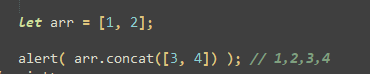 let arr = [1, 2];
alert( arr.concat([3, 4]) ); // 1,2,3,4